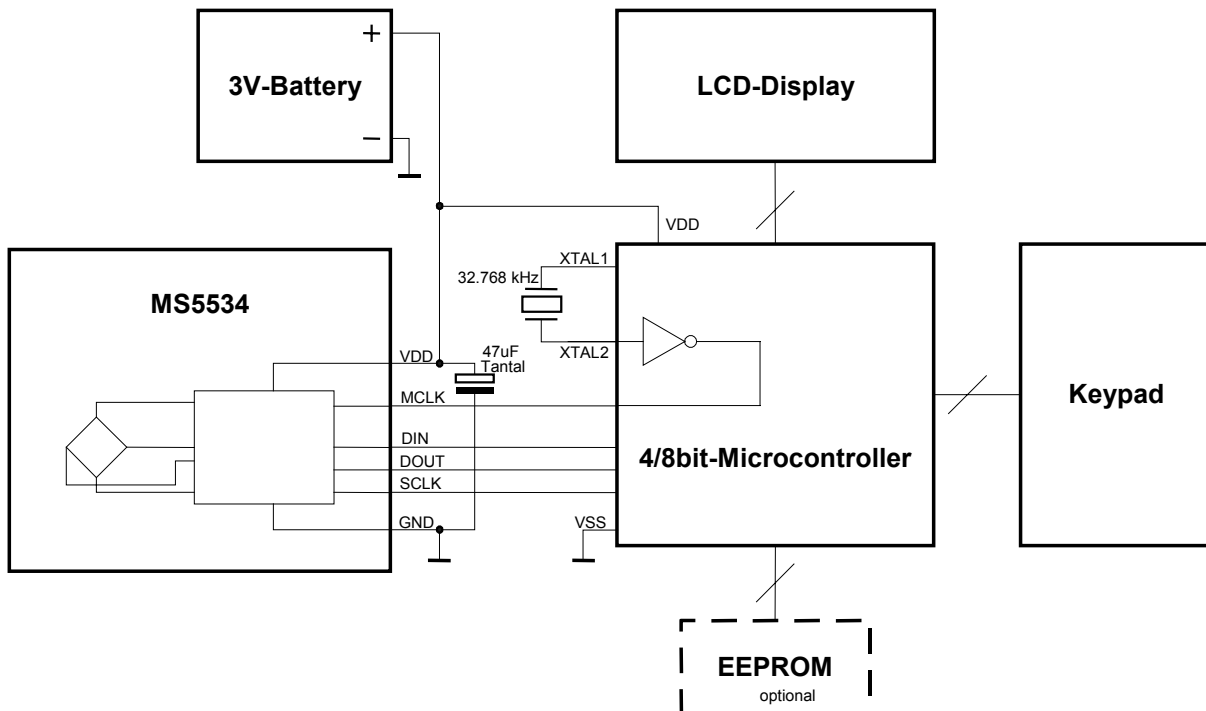 +
3V-Battery
−
LCD-Display
VDD
MS5534
XTAL1
32.768 kHz
XTAL2
47uF
Tantal
VDD
MCLK
DIN
DOUT
SCLK
GND
4/8bit-Microcontroller
VSS
Keypad
EEPROM
optional